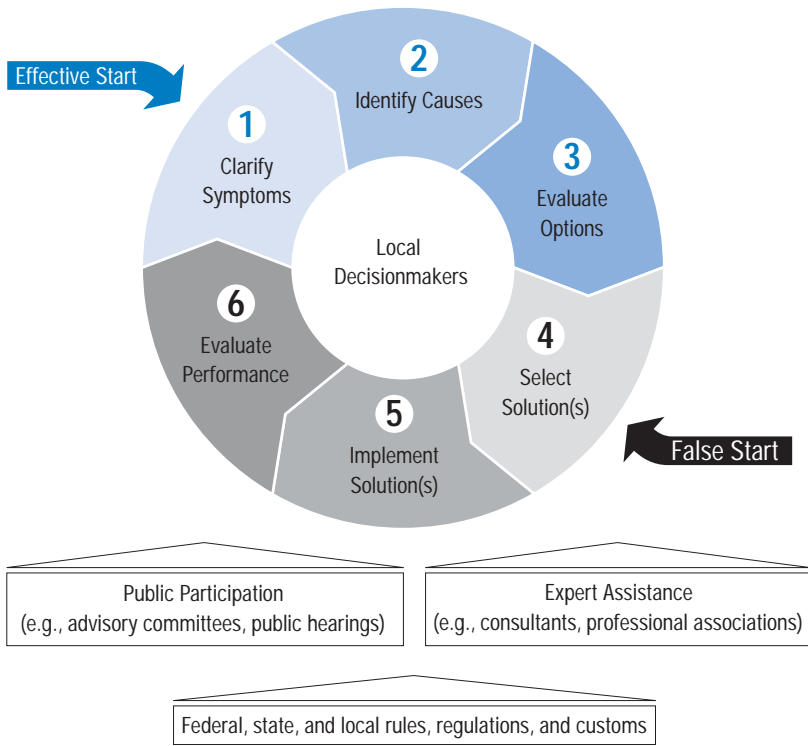 Effective Start
1
Clarify
Symptoms
2
Identify Causes
3
Evaluate
Options
Local
Decisionmakers
4
Select
Solution(s)
False Start
5
Implement
Solution(s)
6
Evaluate
Performance
Public Participation
(e.g., advisory committees, public hearings)
Expert Assistance
(e.g., consultants, professional associations)
Federal, state, and local rules, regulations, and customs